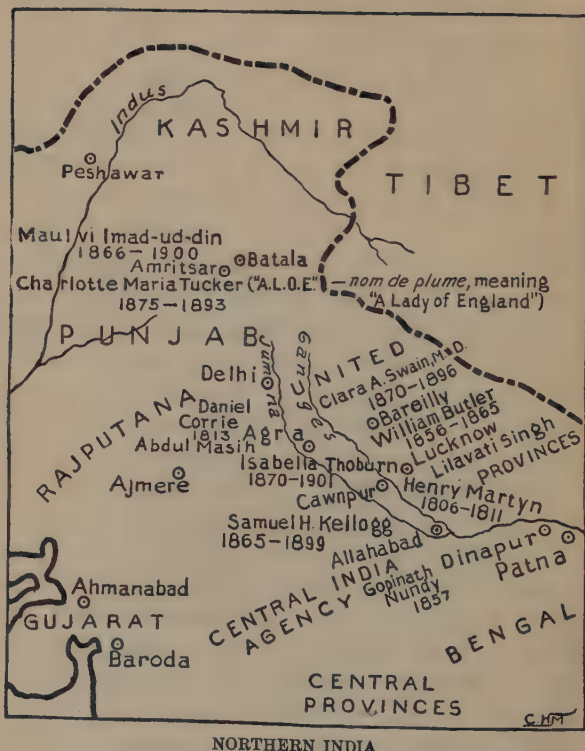 Indus
KASHMIR
TIBET
Peshawar
Maulvi Imad-ud-din
1866-1900
Batala
Amritsar
Charlotte Maria Tucker ("A.L.O.E." — nom de plume, meaning
"A Lady of England")
1875-1893
PUNJAB
Jumna
Ganges
UNITED
Clara A. Swain, M.D.
1870-1896
Delhi
Bareilly
William Butler
1856-1865
Lucknow
Lilavati Singh
PROVINCES
RAJPUTANA
Daniel
Corrie
1813
Agra
Abdul Masih
Isabella Thoburn
1870-1901
Ajmere
Cawnpur
Henry Martyn
1806-1811
Samuel H. Kellogg
1865-1899
Allahabad
Dinapur
Patna
CENTRAL INDIA
AGENCY
Gopinath
Nundy
1857
Ahmanabad
GUJARAT
Baroda
BENGAL
CENTRAL
PROVINCES
CHM
NORTHERN INDIA